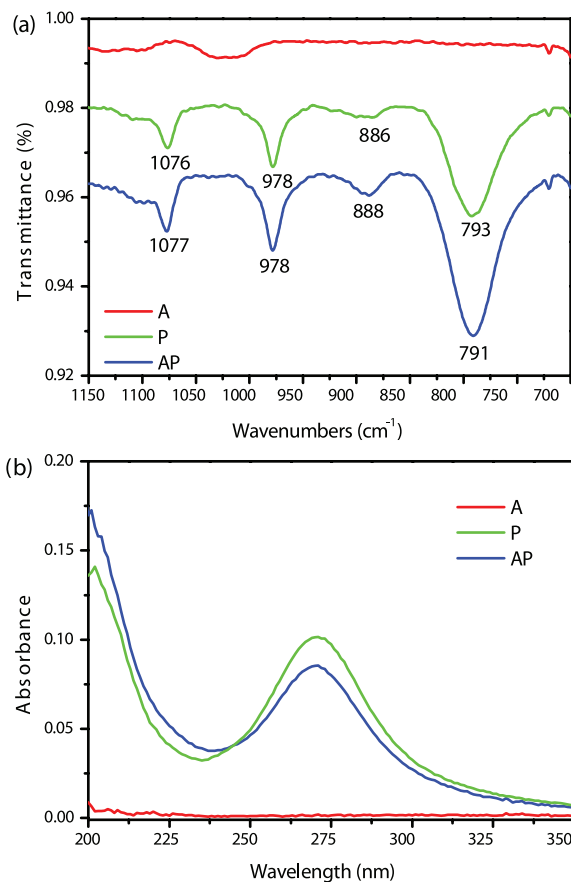 (a)
1.00
0.98
0.96
0.94
0.92
Transmittance (%)
1076
978
886
793
1077
978
888
791
A
P
AP
1150 1100 1050 1000 950 900 850 800 750 700
Wavenumbers (cm⁻¹)
(b)
0.20
0.15
0.10
0.05
0.00
Absorbance
A
P
AP
200 225 250 275 300 325 350
Wavelength (nm)